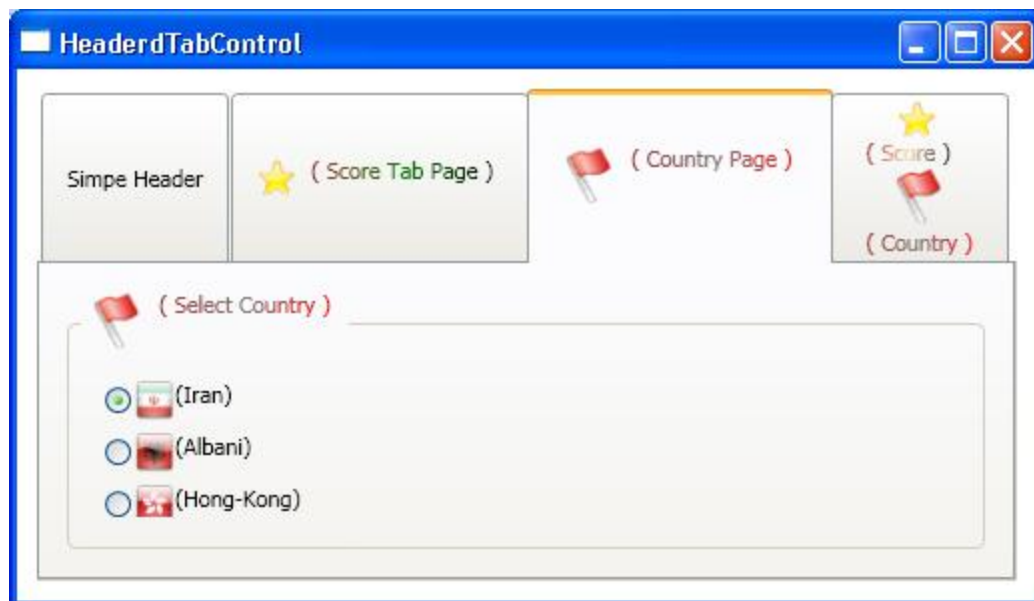 HeaderdTabControl
Simpe Header
( Score Tab Page )
( Country Page )
( Score )
( Country )
( Select Country )
(Iran)
(Albani)
(Hong-Kong)